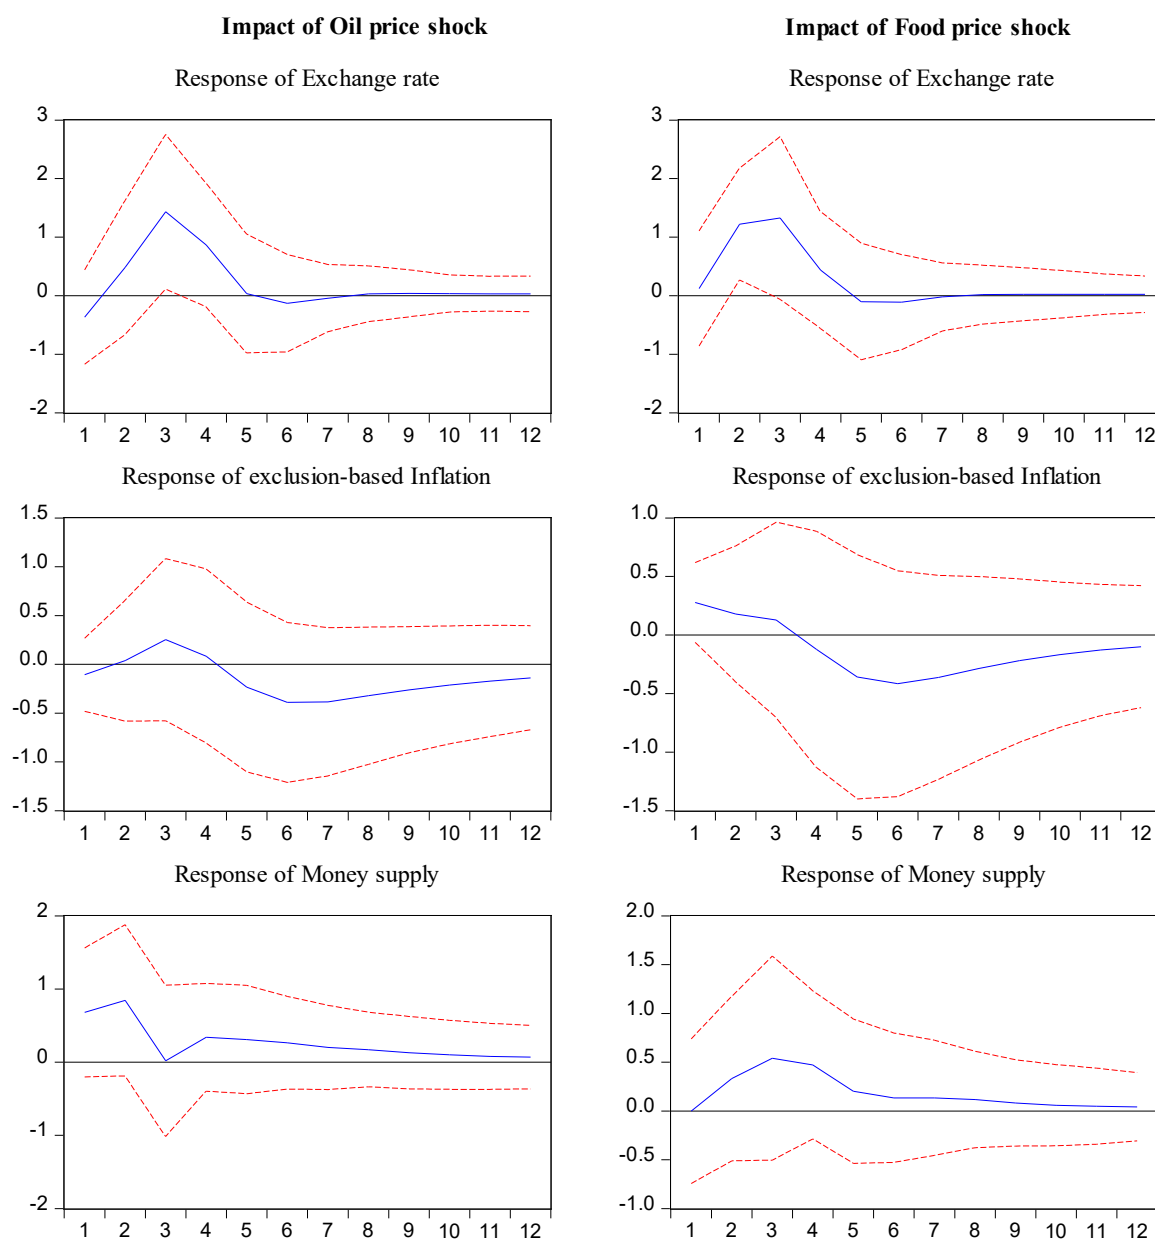 Impact of Oil price shock
Impact of Food price shock
Response of Exchange rate
Response of Exchange rate
3
2
1
0
-1
-2
1 2 3 4 5 6 7 8 9 10 11 12
3
2
1
0
-1
-2
1 2 3 4 5 6 7 8 9 10 11 12
Response of exclusion-based Inflation
Response of exclusion-based Inflation
1.5
1.0
0.5
0.0
-0.5
-1.0
-1.5
1 2 3 4 5 6 7 8 9 10 11 12
1.0
0.5
0.0
-0.5
-1.0
-1.5
1 2 3 4 5 6 7 8 9 10 11 12
Response of Money supply
Response of Money supply
2
1
0
-1
-2
1 2 3 4 5 6 7 8 9 10 11 12
2.0
1.5
1.0
0.5
0.0
-0.5
-1.0
1 2 3 4 5 6 7 8 9 10 11 12